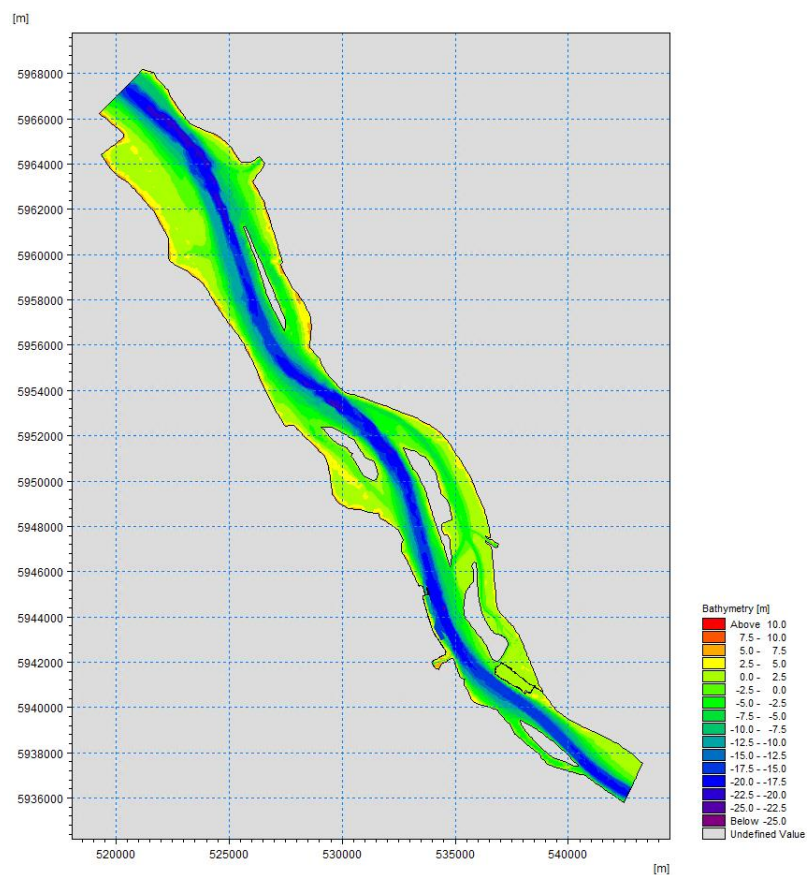 [m]
5968000
5966000
5964000
5962000
5960000
5958000
5956000
5954000
5952000
5950000
5948000
5946000
5944000
5942000
5940000
5938000
5936000
520000 525000 530000 535000 540000
[m]
Bathymetry [m]
Above 10.0
7.5 - 10.0
5.0 - 7.5
2.5 - 5.0
0.0 - 2.5
-2.5 - 0.0
-5.0 - -2.5
-7.5 - -5.0
-10.0 - -7.5
-12.5 - -10.0
-15.0 - -12.5
-17.5 - -15.0
-20.0 - -17.5
-22.5 - -20.0
-25.0 - -22.5
Below -25.0
Undefined Value